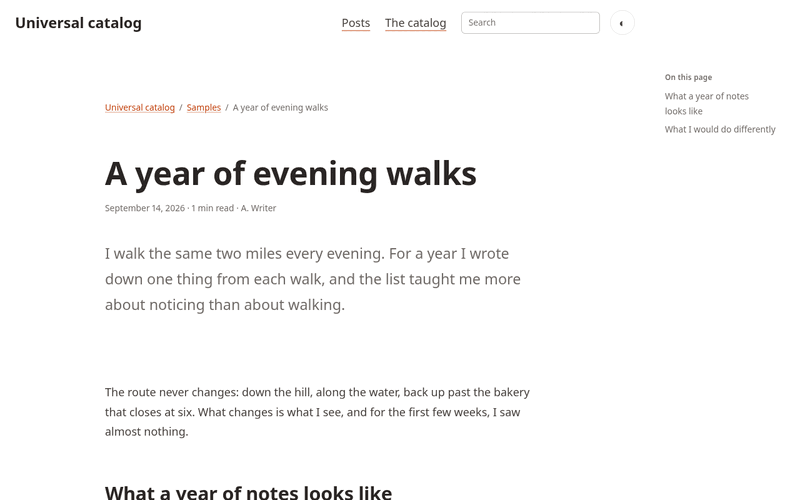 Universal catalog
Posts
The catalog
Search
On this page
What a year of notes
looks like
What I would do differently
Universal catalog / Samples / A year of evening walks
A year of evening walks
September 14, 2026 · 1 min read · A. Writer
I walk the same two miles every evening. For a year I wrote
down one thing from each walk, and the list taught me more
about noticing than about walking.
The route never changes: down the hill, along the water, back up past the bakery
that closes at six. What changes is what I see, and for the first few weeks, I saw
almost nothing.
What a year of notes looks like